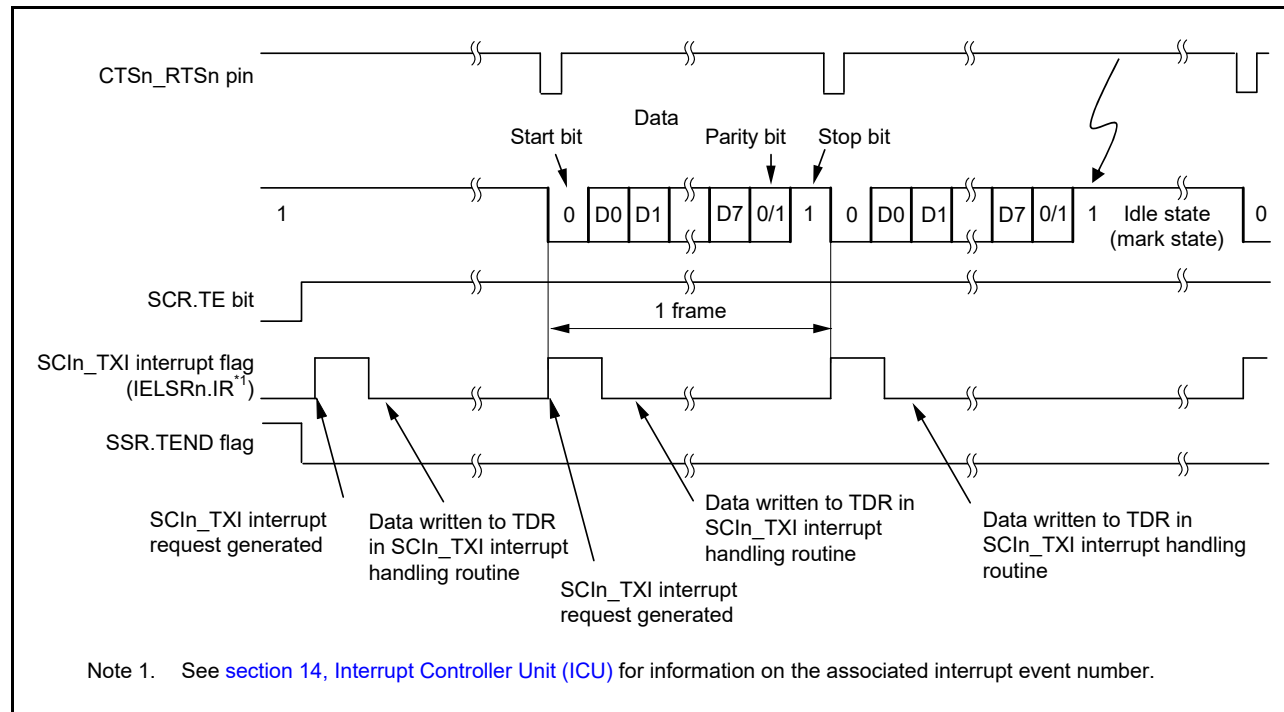 CTSn_RTSn pin
Data
Start bit
Parity bit
Stop bit
1
0
D0
D1
D7
0/1
1
0
D0
D1
D7
0/1
1
Idle state
(mark state)
0
SCR.TE bit
1 frame
SCIn_TXI interrupt flag
(IELSRn.IR*1)
SSR.TEND flag
SCIn_TXI interrupt
request generated
Data written to TDR
in SCIn_TXI interrupt
handling routine
SCIn_TXI interrupt
request generated
Data written to TDR in
SCIn_TXI interrupt
handling routine
Data written to TDR in
SCIn_TXI interrupt handling
routine
Note 1. See section 14, Interrupt Controller Unit (ICU) for information on the associated interrupt event number.